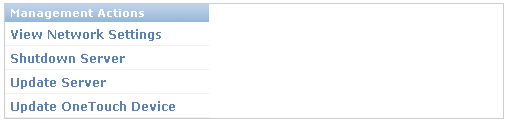 Management Actions
View Network Settings
Shutdown Server
Update Server
Update OneTouch Device